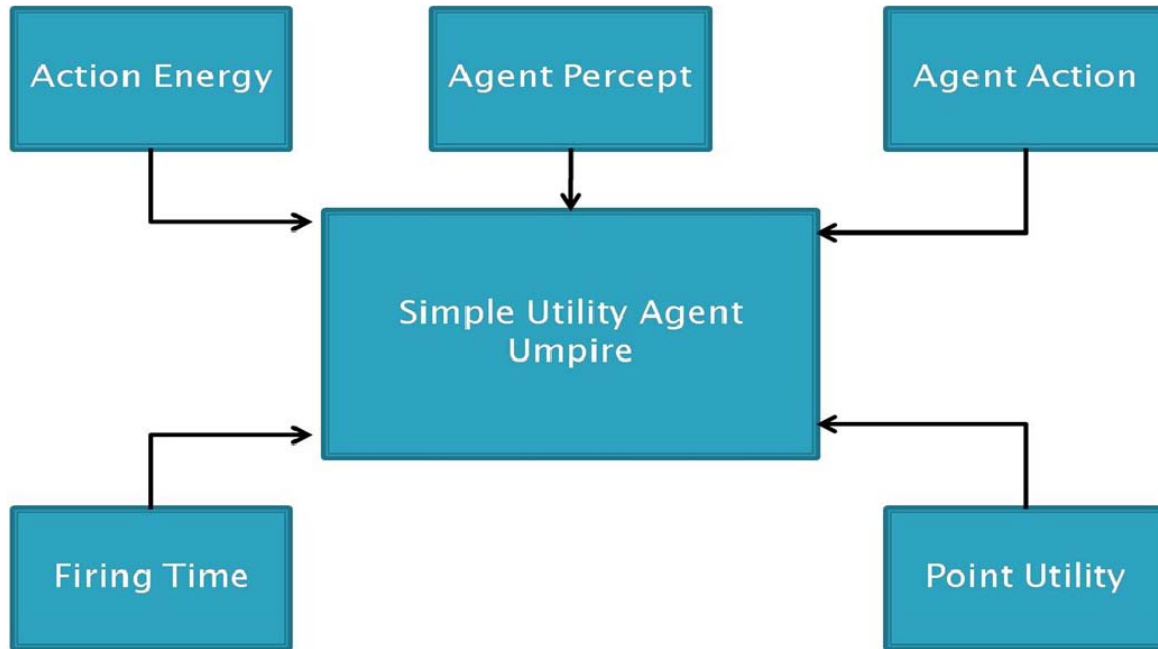 Action Energy
Agent Percept
Agent Action
Simple Utility Agent
Umpire
Firing Time
Point Utility